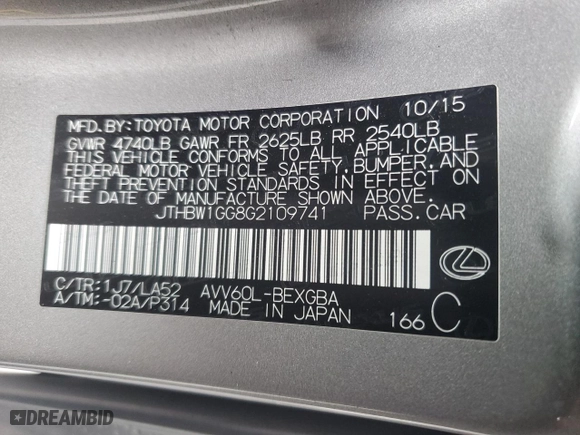 MFD.BY:TOYOTA MOTOR CORPORATION 10/15
GVWR 4740LB GAWR FR 2625LB RR 2540LB
THIS VEHICLE CONFORMS TO ALL APPLICABLE
FEDERAL MOTOR VEHICLE SAFETY,BUMPER,AND
THEFT PREVENTION STANDARDS IN EFFECT ON
THE DATE OF MANUFACTURE SHOWN ABOVE.
JTHBW1GG8G2109741 PASS.CAR
C/TR:1J7/LA52 AVV60L-BEXGBA
A/TM:-02A/P314 MADE IN JAPAN 166 C
DREAMBID